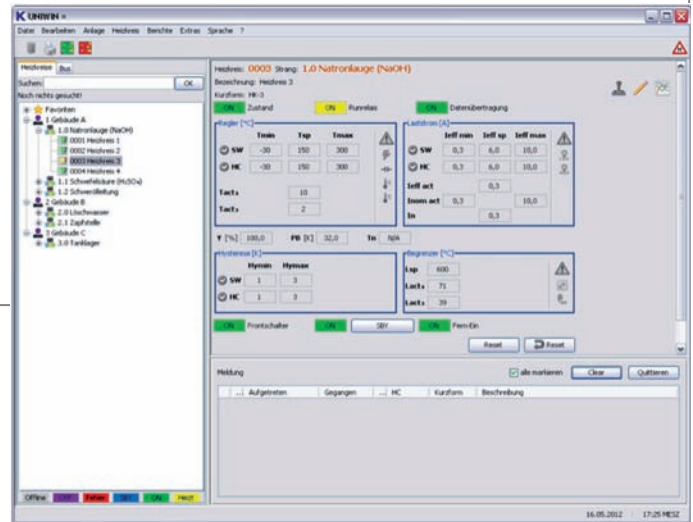 UNIWIN =
Datei Bearbeiten Anlage Heizkreis Berichte Extras Sprache ?
Heizkreise Bus
Suchen: OK
Noch nichts gesucht!
Favoriten
1 Gebäude A
1.0 Natronlauge (NaOH)
0001 Heizkreis 1
0002 Heizkreis 2
0003 Heizkreis 3
0004 Heizkreis 4
1.1 Schwefelsäure (H₂SO₄)
1.2 Schwerölleitung
2 Gebäude B
2.0 Löschwasser
2.1 Zapfstelle
3 Gebäude C
3.0 Tanklager
Offline OFF Fehler SBY ON Heizt
Heizkreis: 0003 Strang: 1.0 Natronlauge (NaOH)
Bezeichnung: Heizkreis 3
Kurzform: HK-3
ON Zustand ON Runrelais ON Datenübertragung
Regler [°C]
Tmin Tsp Tmax
SW -30 150 300
HC -30 150 300
Tact₁ 10
Tact₂ 2
Laststrom [A]
Ieff min Ieff sp Ieff max
SW 0,3 6,0 10,0
HC 0,3 6,0 10,0
Ieff act 0,3
Inom act 0,3 10,0
In 0,3
Y [%] 100,0 PB [K] 32,0 Tn N/A
Hysterese [K]
Hymin Hymax
SW 1 3
HC 1 3
Begrenzer [°C]
Lsp 600
Lact₁ 71
Lact₂ 39
ON Frontschalter ON SBY ON Fern-Ein
Reset Reset
Meldung alle markieren Clear Quittieren
... Aufgetreten Gegangen ... HC Kurzform Beschreibung
16.05.2012 17:25 MESZ